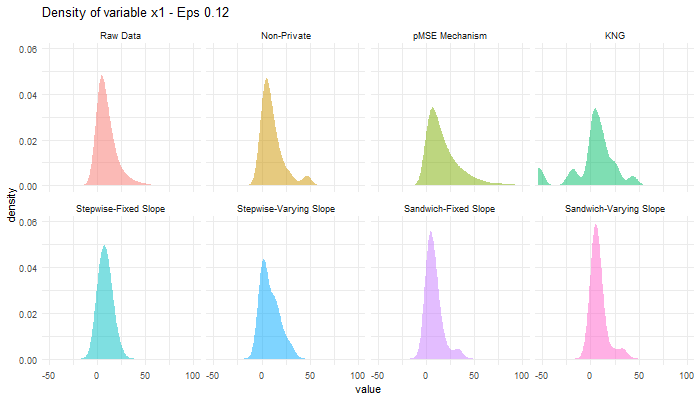 Density of variable x1 - Eps 0.12
Raw Data Non-Private pMSE Mechanism KNG
0.06
0.04
0.02
0.00
Stepwise-Fixed Slope Stepwise-Varying Slope Sandwich-Fixed Slope Sandwich-Varying Slope
0.06
0.04
0.02
0.00
density
-50 0 50 100 -50 0 50 100 -50 0 50 100 -50 0 50 100
value